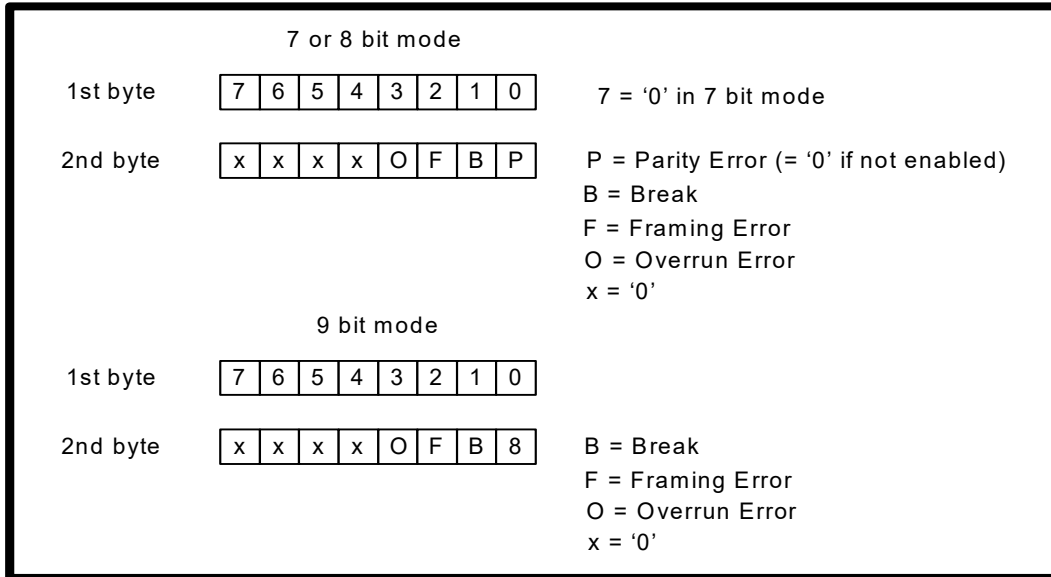 7 or 8 bit mode
1st byte 7 6 5 4 3 2 1 0 7 = ‘0’ in 7 bit mode
2nd byte x x x x O F B P P = Parity Error (= ‘0’ if not enabled)
B = Break
F = Framing Error
O = Overrun Error
x = ‘0’
9 bit mode
1st byte 7 6 5 4 3 2 1 0
2nd byte x x x x O F B 8 B = Break
F = Framing Error
O = Overrun Error
x = ‘0’